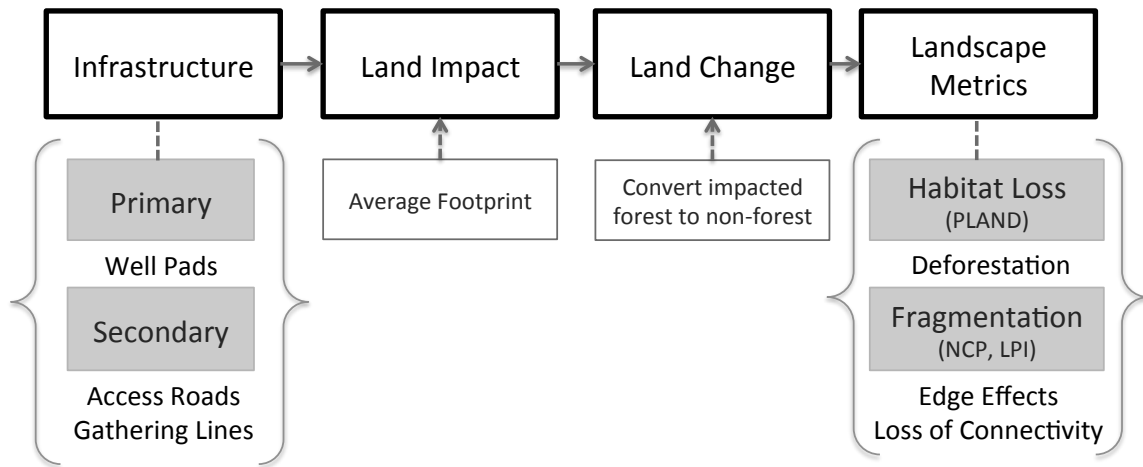 Infrastructure
Land Impact
Land Change
Landscape
Metrics
Primary
Well Pads
Secondary
Access Roads
Gathering Lines
Average Footprint
Convert impacted
forest to non-forest
Habitat Loss
(PLAND)
Deforestation
Fragmentation
(NCP, LPI)
Edge Effects
Loss of Connectivity